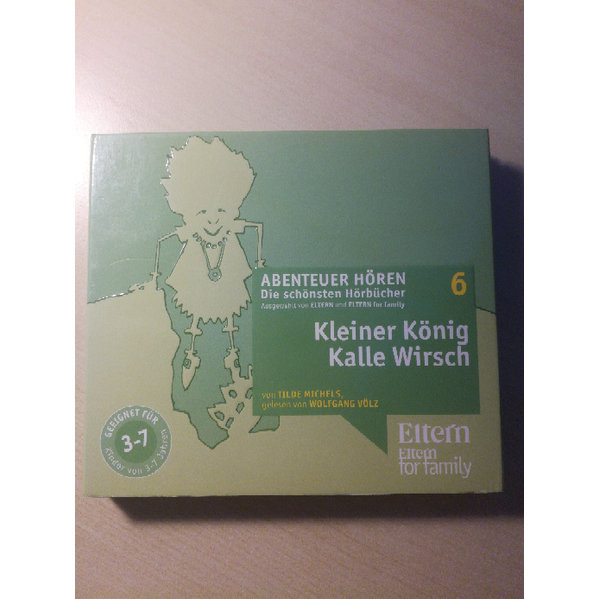 ABENTEUER HÖREN 6
Die schönsten Hörbücher
Ausgewählt von ELTERN und ELTERN for family
Kleiner König
Kalle Wirsch
von TILDE MICHELS,
gelesen von WOLFGANG VÖLZ
GEEIGNET FÜR
3-7
Kinder von 3-7 Jahren
Eltern
Eltern
for family